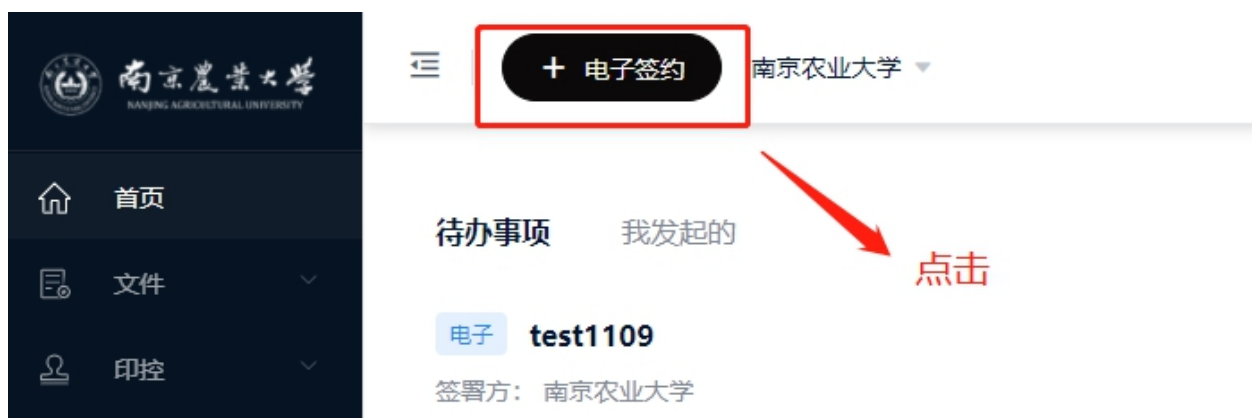 南京農業大學
NANJING AGRICULTURAL UNIVERSITY
+ 电子签约
南京农业大学
首页
待办事项 我发起的
点击
文件
电子 test1109
印控
签署方： 南京农业大学